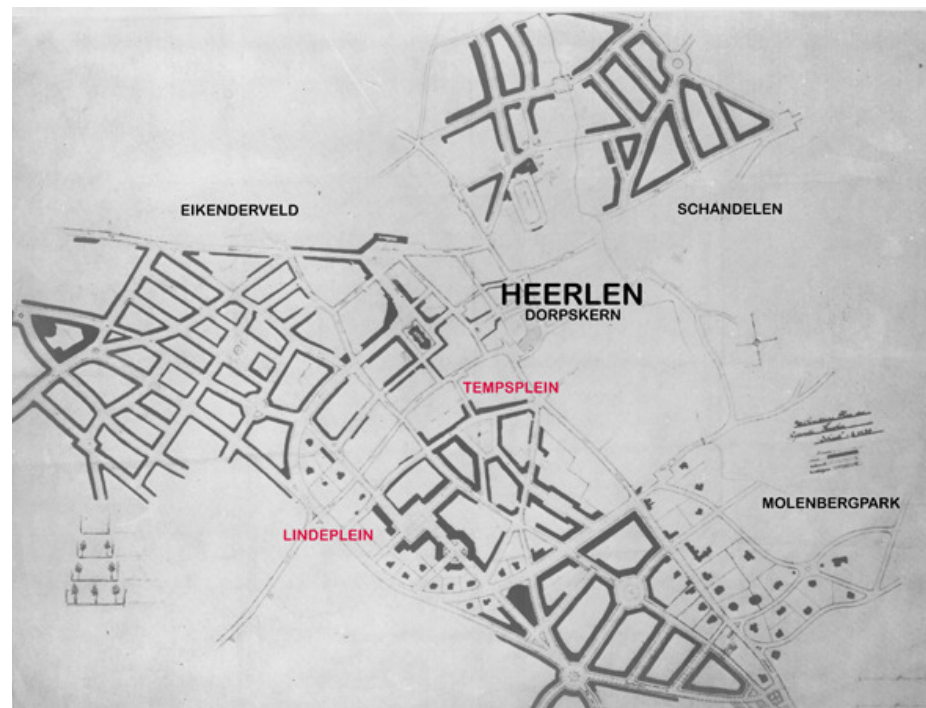 EIKENDERVELD
SCHANDELEN
HEERLEN
DORPSKERN
TEMPSPLEIN
MOLENBERGPARK
LINDEPLEIN